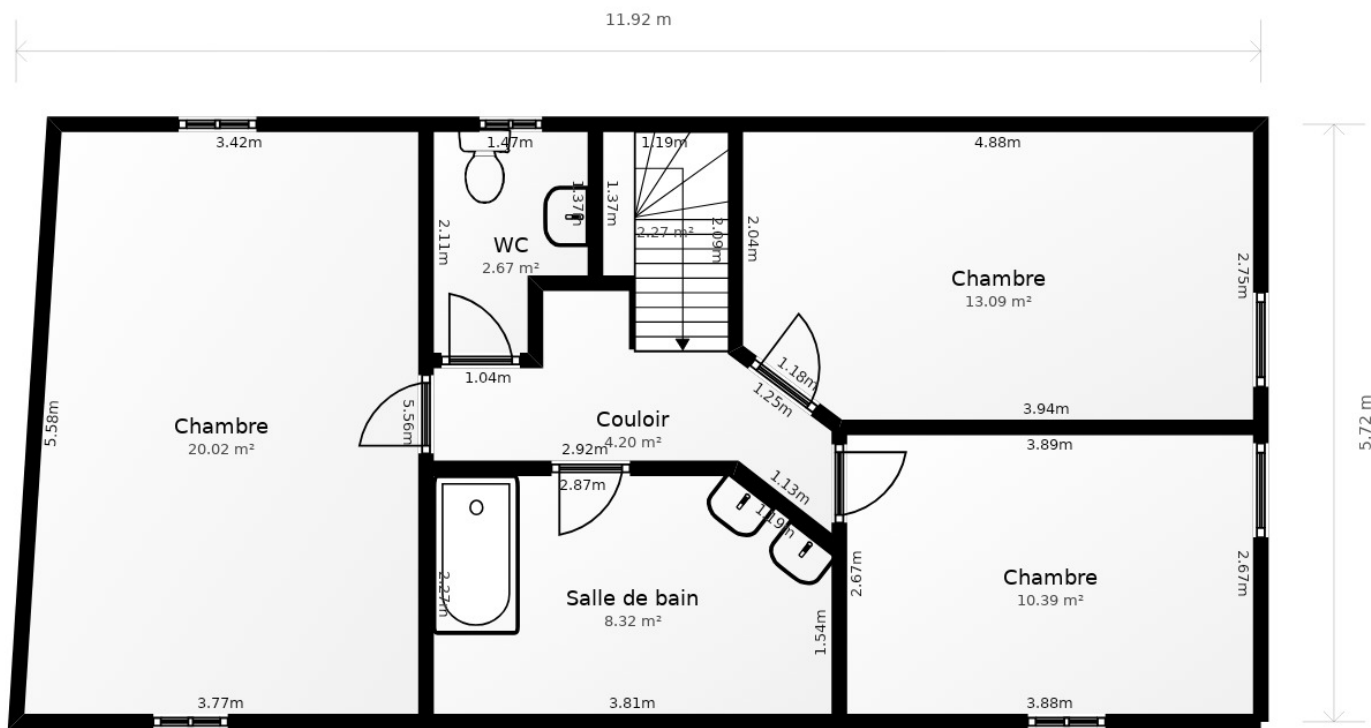 11.92 m
3.42m
1.47m
1.19m
4.88m
1.37m
1.37m
2.11m
2.27 m²
2.09m
2.04m
WC
2.67 m²
2.75m
Chambre
13.09 m²
1.04m
1.18m
1.25m
5.58m
Chambre
20.02 m²
5.56m
Couloir
4.20 m²
3.94m
5.72 m
2.92m
3.89m
2.87m
1.13m
1.19m
2.27m
Salle de bain
8.32 m²
1.54m
2.67m
Chambre
10.39 m²
2.67m
3.77m
3.81m
3.88m